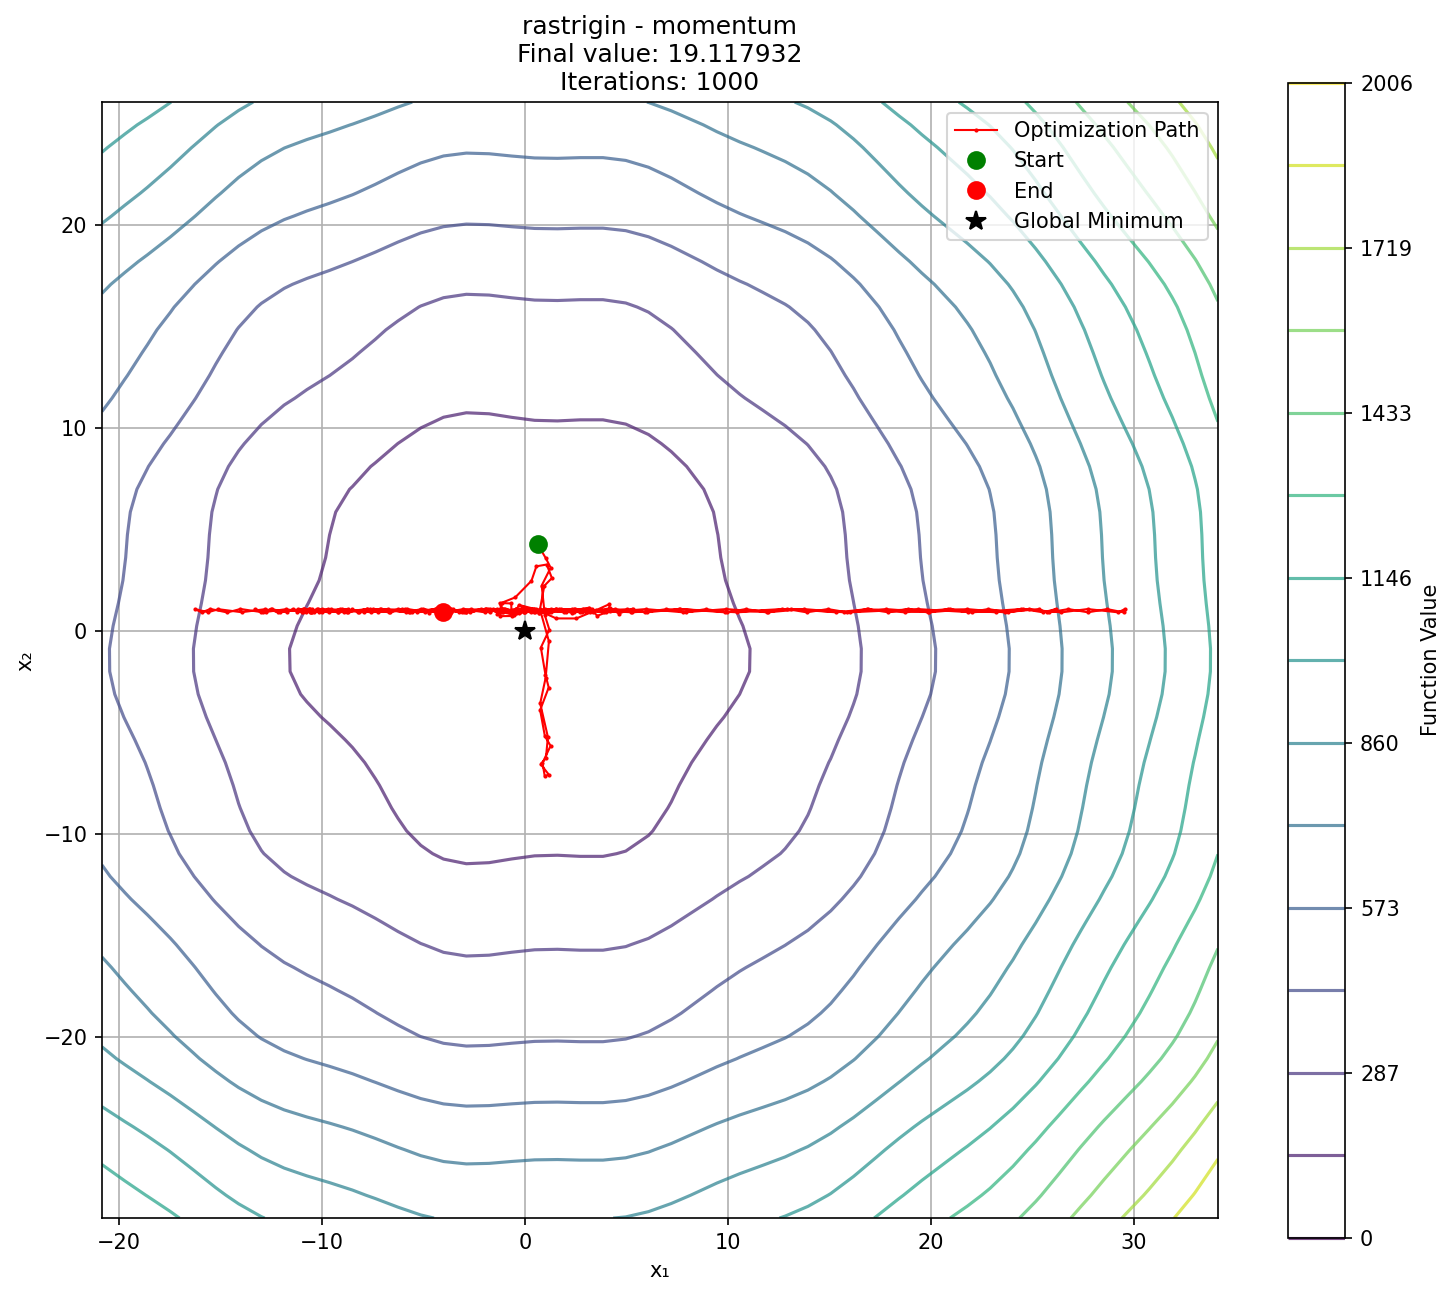 rastrigin - momentum
Final value: 19.117932
Iterations: 1000
Optimization Path
Start
End
Global Minimum
20
10
0
−10
−20
x₂
−20
−10
0
10
20
30
x₁
2006
1719
1433
1146
860
573
287
0
Function Value